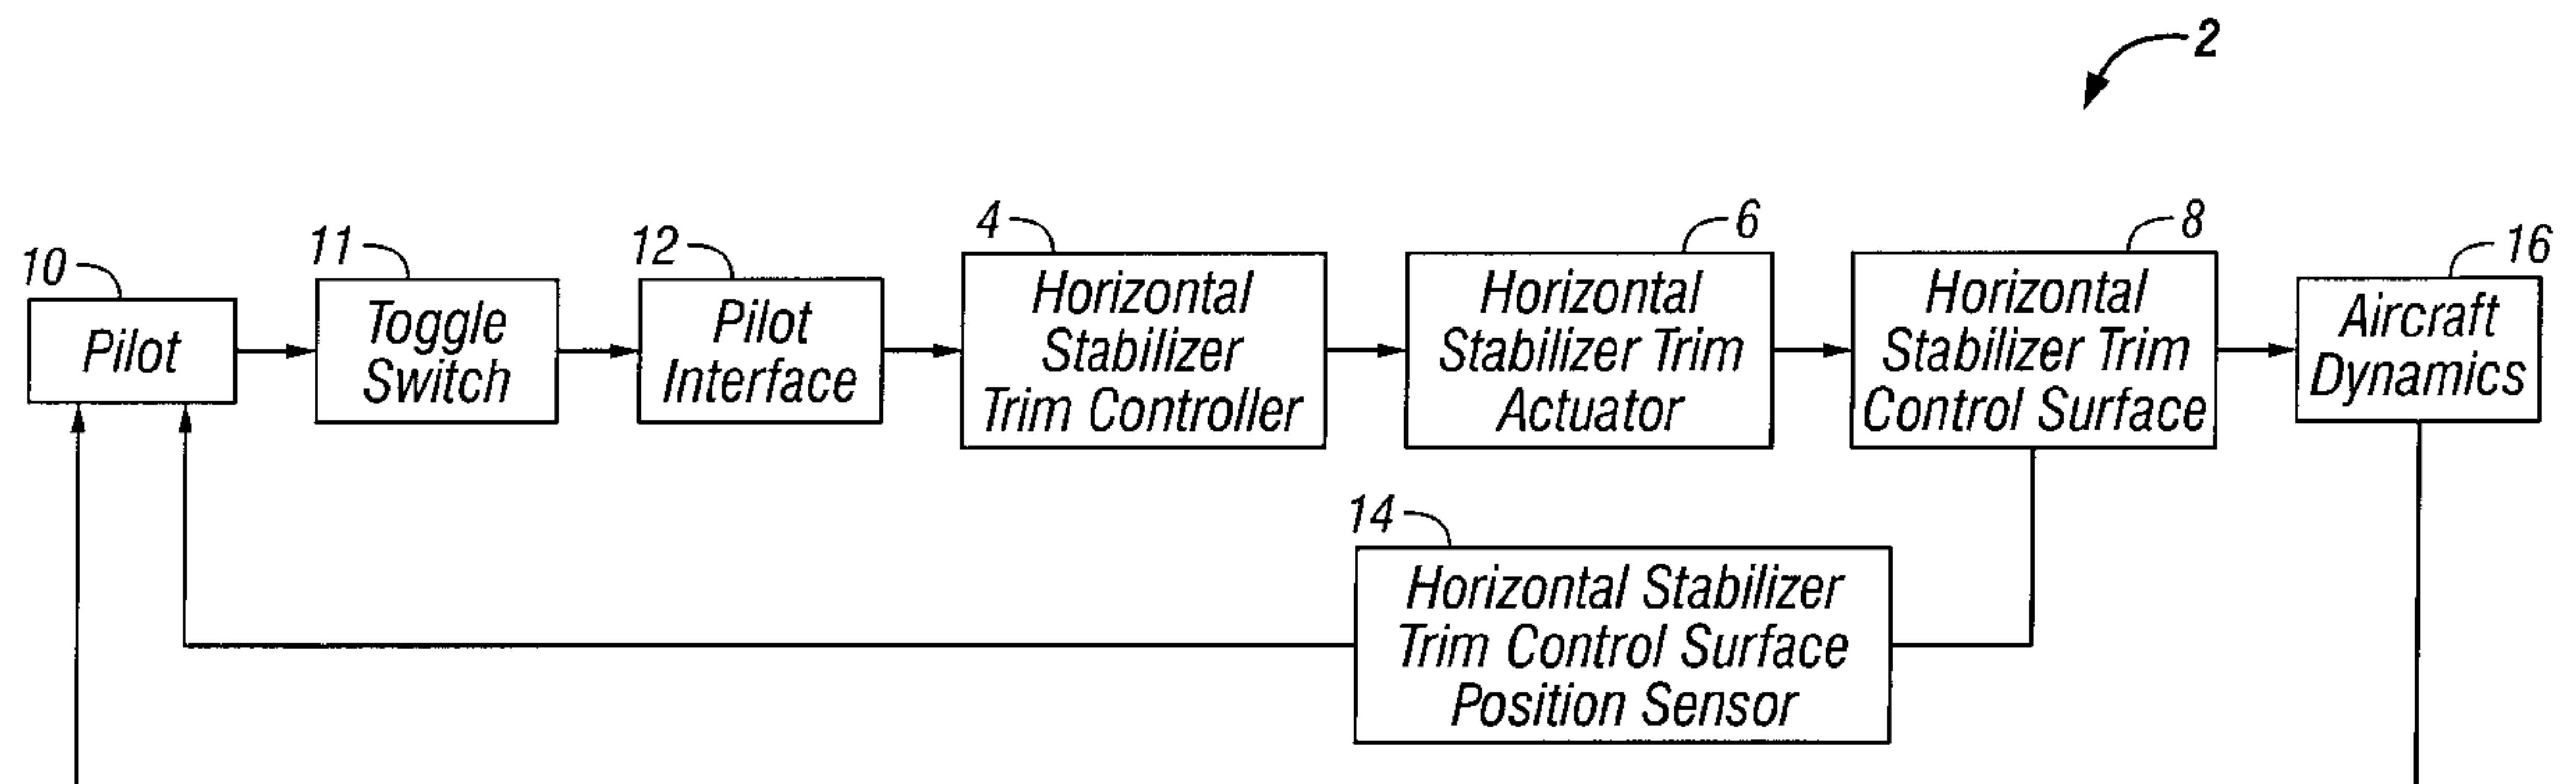 2
10
Pilot
11
Toggle
Switch
12
Pilot
Interface
4
Horizontal
Stabilizer
Trim Controller
6
Horizontal
Stabilizer Trim
Actuator
8
Horizontal
Stabilizer Trim
Control Surface
16
Aircraft
Dynamics
14
Horizontal Stabilizer
Trim Control Surface
Position Sensor